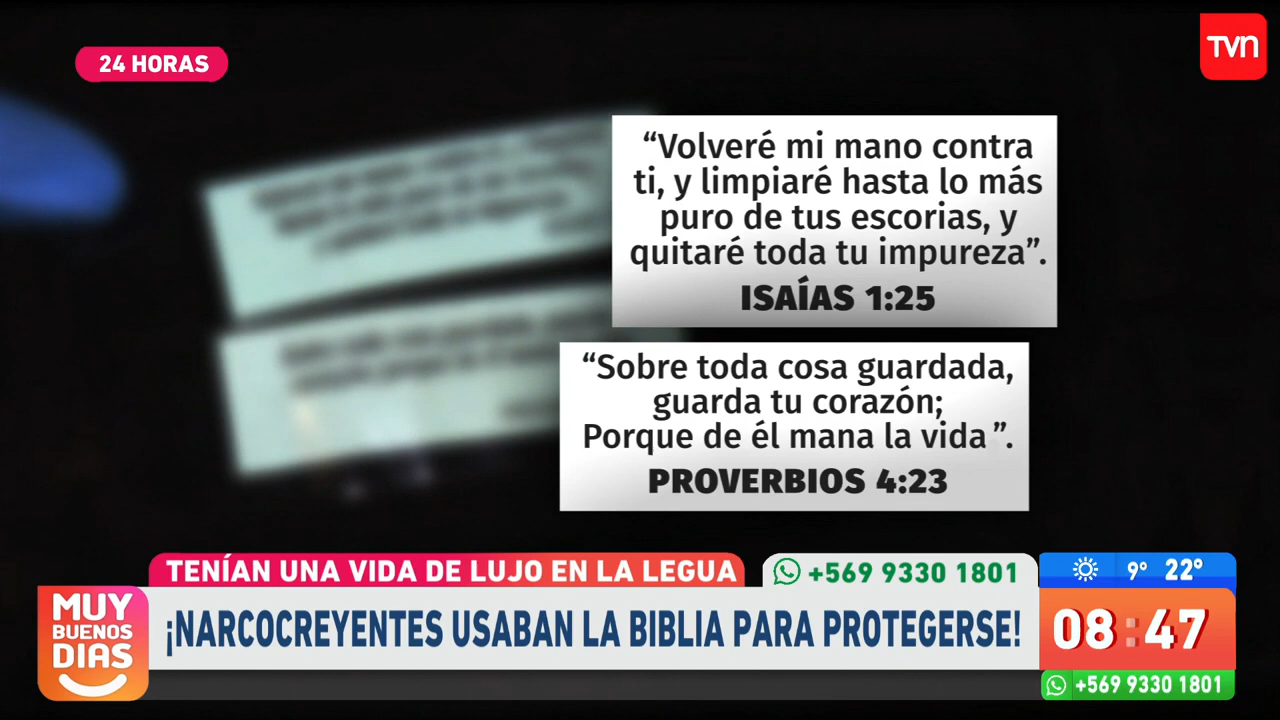 24 HORAS
TVN
“Volveré mi mano contra
ti, y limpiaré hasta lo más
puro de tus escorias, y
quitaré toda tu impureza”.
ISAÍAS 1:25
“Sobre toda cosa guardada,
guarda tu corazón;
Porque de él mana la vida ”.
PROVERBIOS 4:23
TENÍAN UNA VIDA DE LUJO EN LA LEGUA
+569 9330 1801
9° 22°
MUY
BUENOS
DIAS
¡NARCOCREYENTES USABAN LA BIBLIA PARA PROTEGERSE!
08:47
+569 9330 1801